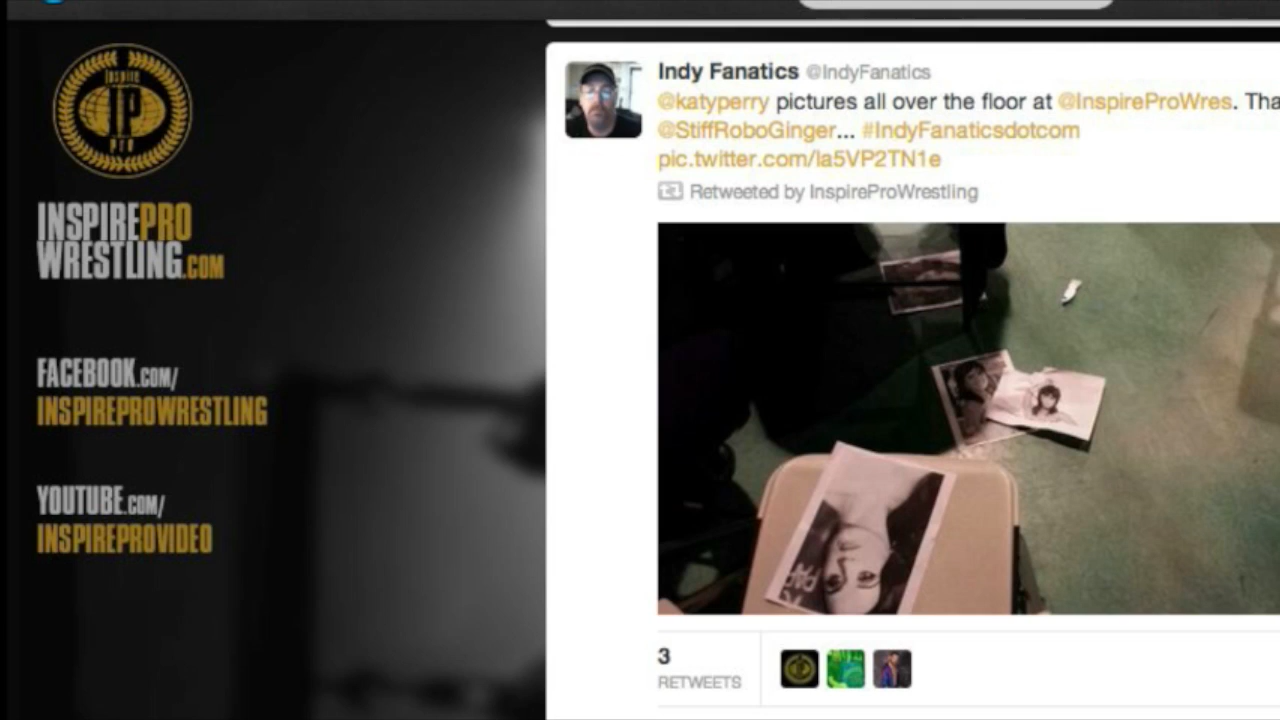 Inspire
IP
PRO
INSPIREPRO
WRESTLING.COM
FACEBOOK.COM/
INSPIREPROWRESTLING
YOUTUBE.COM/
INSPIREPROVIDEO
Indy Fanatics @IndyFanatics
@katyperry pictures all over the floor at @InspireProWres. Tha
@StiffRoboGinger... #IndyFanaticsdotcom
pic.twitter.com/la5VP2TN1e
Retweeted by InspireProWrestling
3
RETWEETS